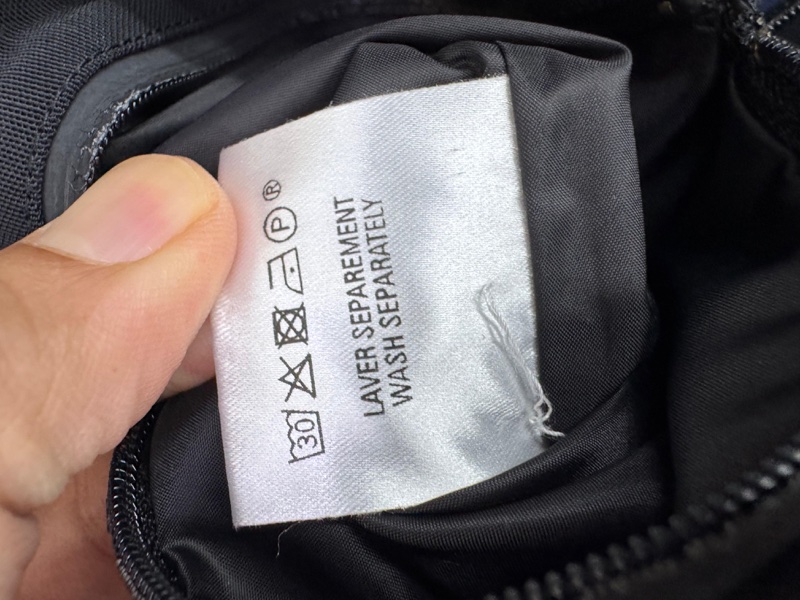 30 P ®
LAVER SEPAREMENT
WASH SEPARATELY